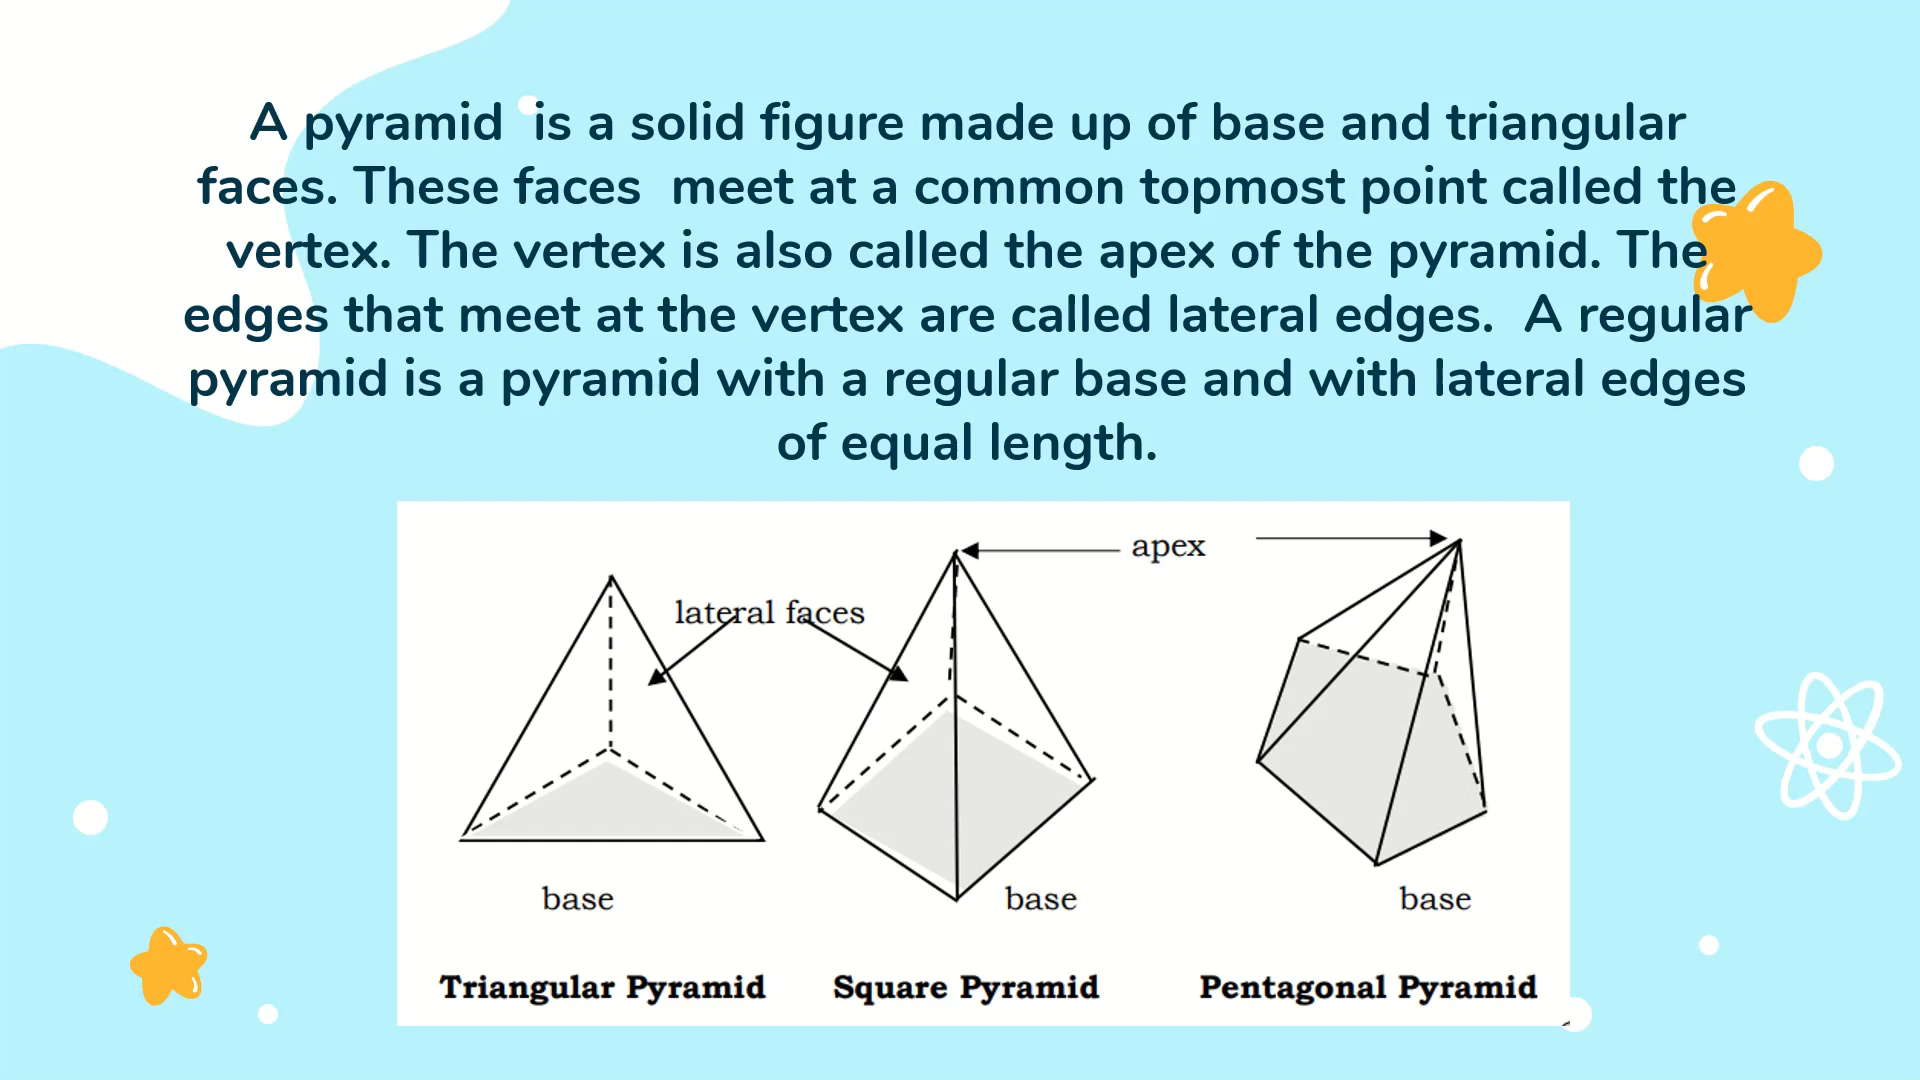 A pyramid is a solid figure made up of base and triangular
faces. These faces meet at a common topmost point called the
vertex. The vertex is also called the apex of the pyramid. The
edges that meet at the vertex are called lateral edges. A regular
pyramid is a pyramid with a regular base and with lateral edges
of equal length.
apex
lateral faces
base
base
base
Triangular Pyramid
Square Pyramid
Pentagonal Pyramid